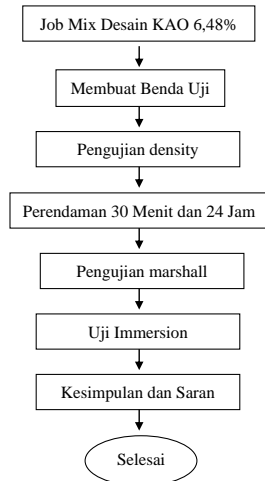 Job Mix Desain KAO 6,48%
Membuat Benda Uji
Pengujian density
Perendaman 30 Menit dan 24 Jam
Pengujian marshall
Uji Immersion
Kesimpulan dan Saran
Selesai